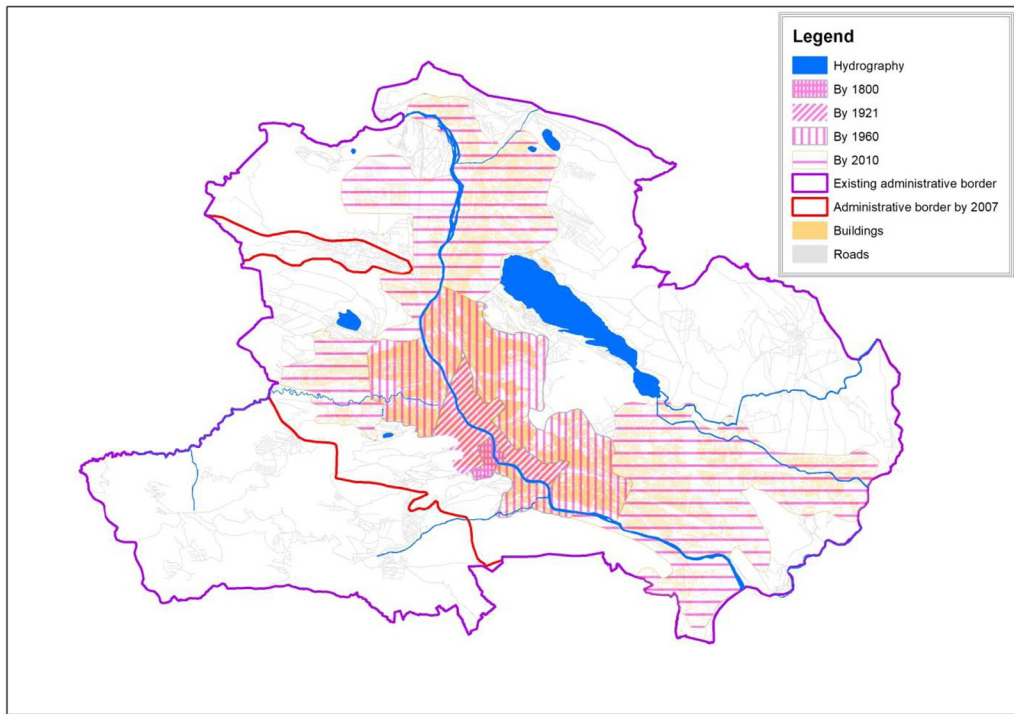 Legend
Hydrography
By 1800
By 1921
By 1960
By 2010
Existing administrative border
Administrative border by 2007
Buildings
Roads